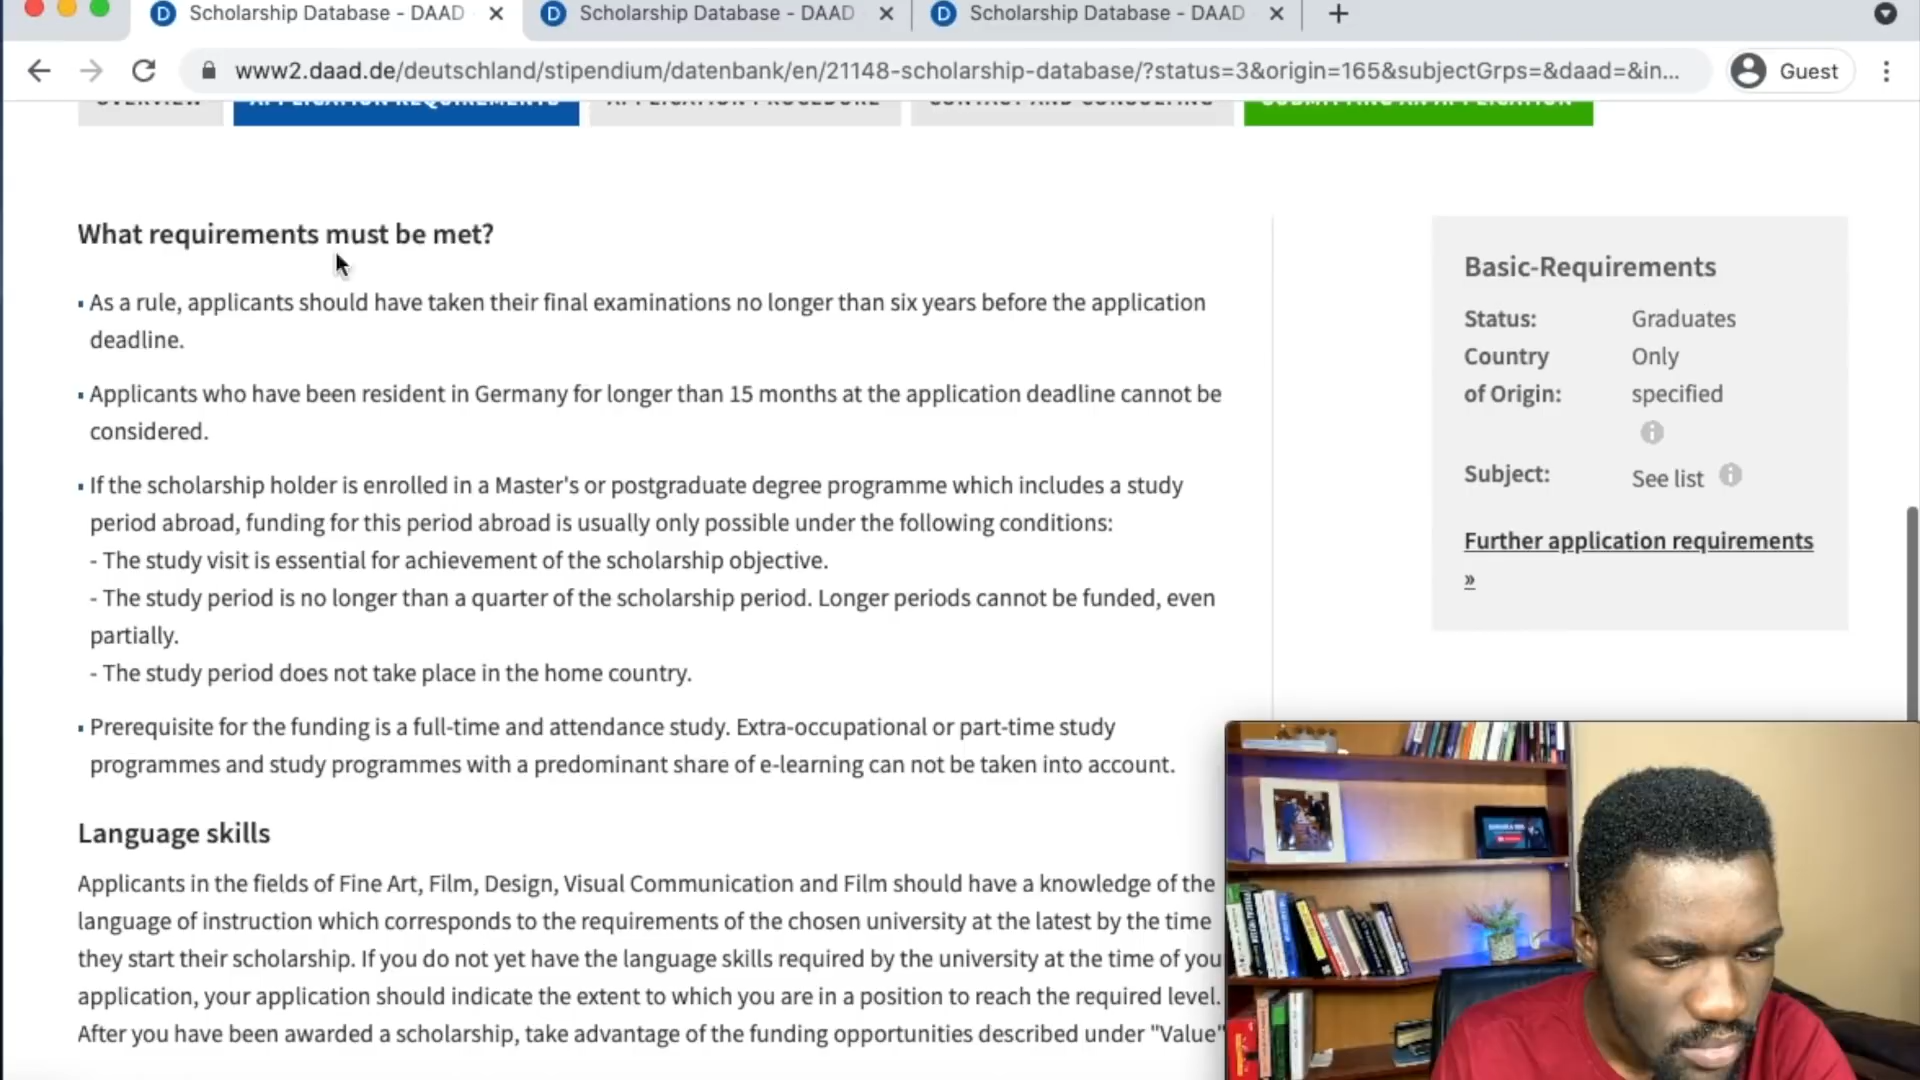 Scholarship Database - DAAD
Scholarship Database - DAAD
Scholarship Database - DAAD
www2.daad.de/deutschland/stipendium/datenbank/en/21148-scholarship-database/?status=3&origin=165&subjectGrps=&daad=&in...
Guest
OVERVIEW
APPLICATION REQUIREMENTS
APPLICATION PROCEDURE
CONTACT AND CONSULTING
SUBMITTING AN APPLICATION
What requirements must be met?
▪ As a rule, applicants should have taken their final examinations no longer than six years before the application
deadline.
▪ Applicants who have been resident in Germany for longer than 15 months at the application deadline cannot be
considered.
▪ If the scholarship holder is enrolled in a Master's or postgraduate degree programme which includes a study
period abroad, funding for this period abroad is usually only possible under the following conditions:
- The study visit is essential for achievement of the scholarship objective.
- The study period is no longer than a quarter of the scholarship period. Longer periods cannot be funded, even
partially.
- The study period does not take place in the home country.
▪ Prerequisite for the funding is a full-time and attendance study. Extra-occupational or part-time study
programmes and study programmes with a predominant share of e-learning can not be taken into account.
Language skills
Applicants in the fields of Fine Art, Film, Design, Visual Communication and Film should have a knowledge of the
language of instruction which corresponds to the requirements of the chosen university at the latest by the time
they start their scholarship. If you do not yet have the language skills required by the university at the time of you
application, your application should indicate the extent to which you are in a position to reach the required level.
After you have been awarded a scholarship, take advantage of the funding opportunities described under "Value"
Basic-Requirements
Status: Graduates
Country Only
of Origin: specified
Subject: See list
Further application requirements
»